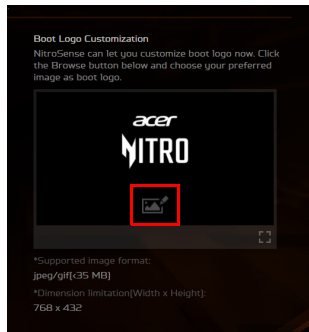 Boot Logo Customization
NitroSense can let you customize boot logo now. Click
the Browse button below and choose your preferred
image as boot logo.
acer
NITRO
*Supported image format:
jpeg/gif(<35 MB)
*Dimension limitation(Width x Height):
768 x 432